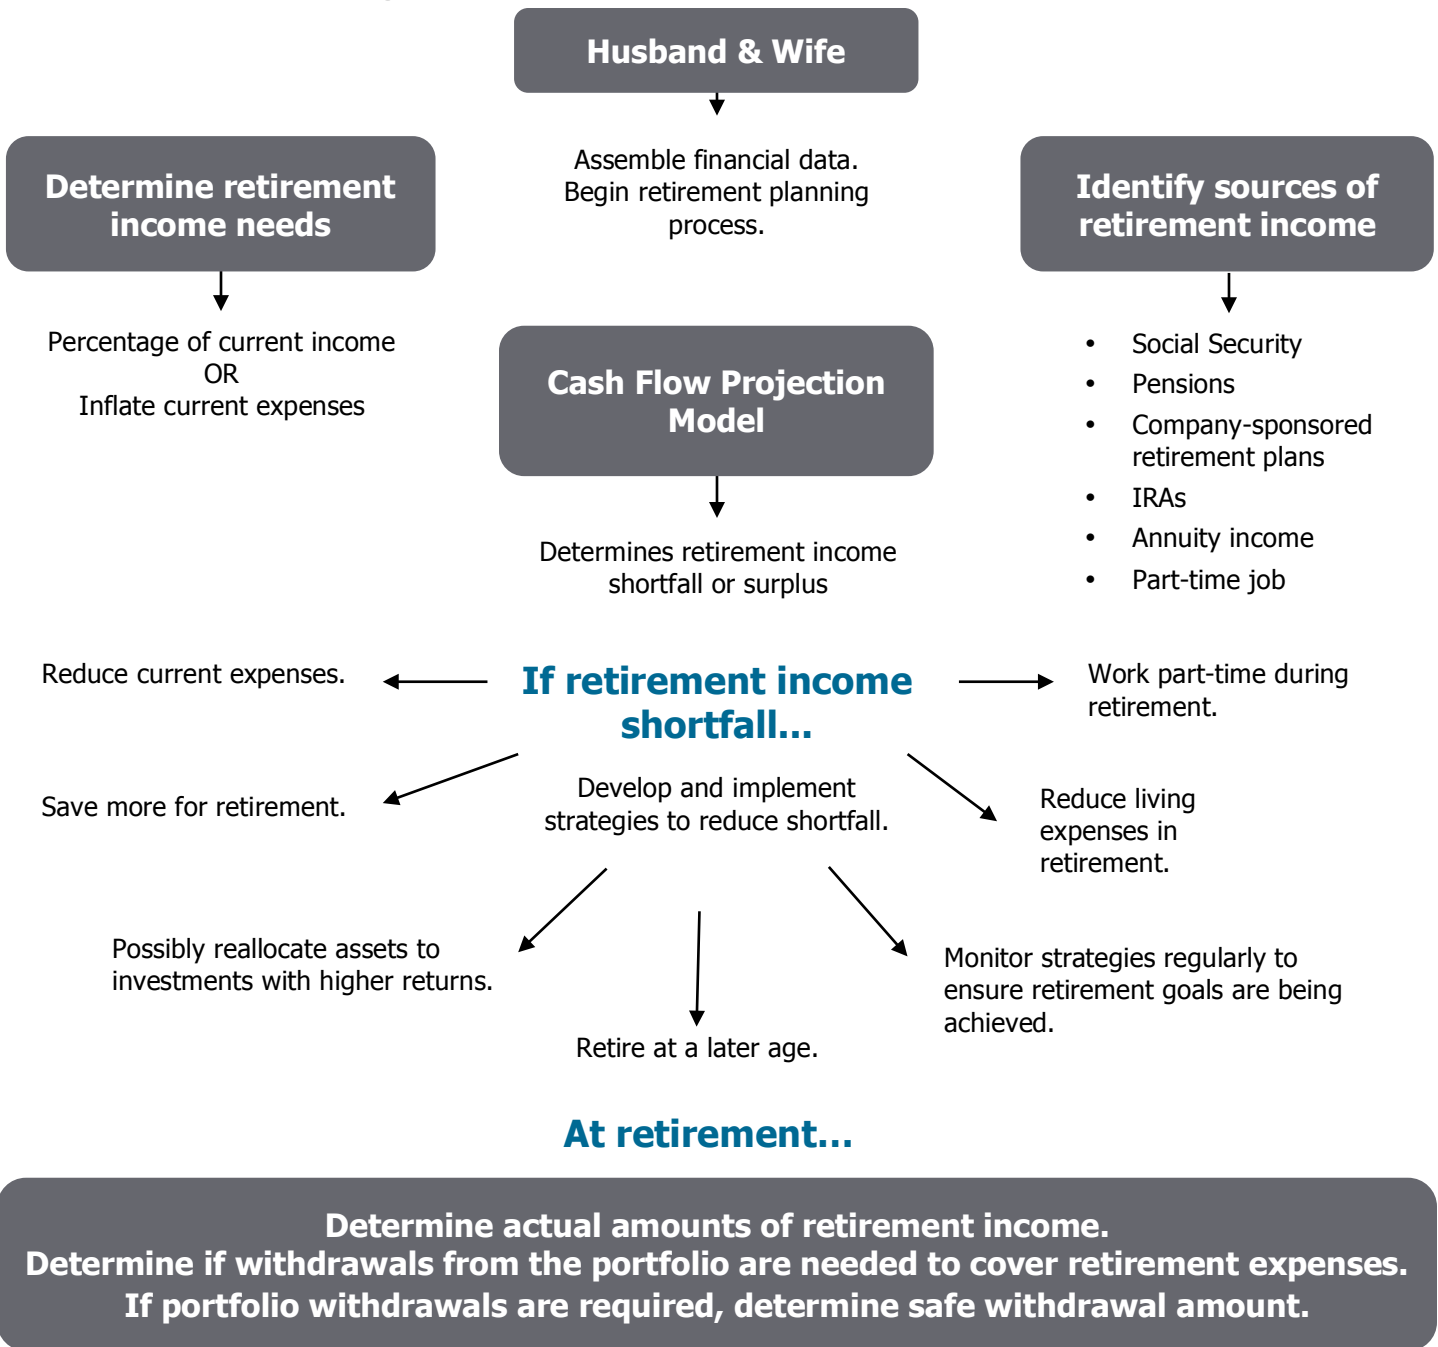 Husband & Wife
Assemble financial data.
Begin retirement planning
process.
Determine retirement
income needs
Percentage of current income
OR
Inflate current expenses
Identify sources of
retirement income
• Social Security
• Pensions
• Company-sponsored
retirement plans
• IRAs
• Annuity income
• Part-time job
Cash Flow Projection
Model
Determines retirement income
shortfall or surplus
If retirement income
shortfall...
Develop and implement
strategies to reduce shortfall.
Reduce current expenses.
Save more for retirement.
Possibly reallocate assets to
investments with higher returns.
Retire at a later age.
Monitor strategies regularly to
ensure retirement goals are being
achieved.
Reduce living
expenses in
retirement.
Work part-time during
retirement.
At retirement...
Determine actual amounts of retirement income.
Determine if withdrawals from the portfolio are needed to cover retirement expenses.
If portfolio withdrawals are required, determine safe withdrawal amount.